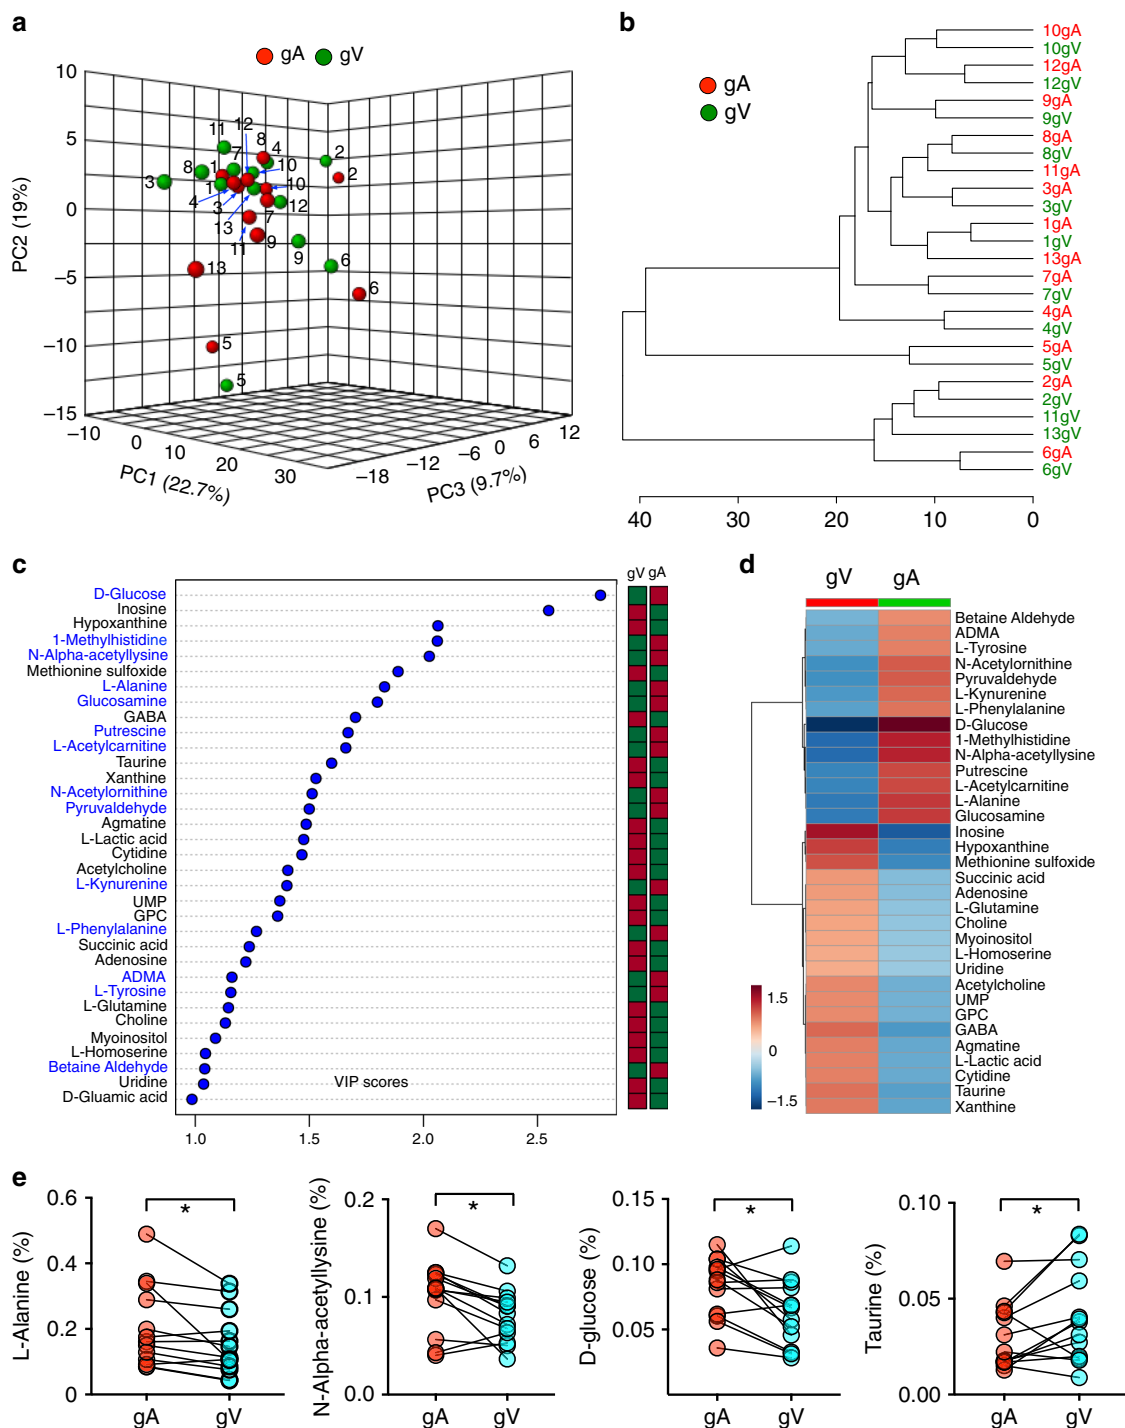 a
gA gV
10
5
0
−5
−10
−15
PC2 (19%)
−10 0 10 20 30
PC1 (22.7%)
−18 −12 −6 0 6 12
PC3 (9.7%)
11 12 8 4 2
7 10 2
8 1
3 1 10
4 3 12
13 7
11 9 9 6
13 6
5
5
b
gA
gV
10gA
10gV
12gA
12gV
9gA
9gV
8gA
8gV
11gA
3gA
3gV
1gA
1gV
13gA
7gA
7gV
4gA
4gV
5gA
5gV
2gA
2gV
11gV
13gV
6gA
6gV
40 30 20 10 0
c
gV gA
D-Glucose
Inosine
Hypoxanthine
1-Methylhistidine
N-Alpha-acetyllysine
Methionine sulfoxide
L-Alanine
Glucosamine
GABA
Putrescine
L-Acetylcarnitine
Taurine
Xanthine
N-Acetylornithine
Pyruvaldehyde
Agmatine
L-Lactic acid
Cytidine
Acetylcholine
L-Kynurenine
UMP
GPC
L-Phenylalanine
Succinic acid
Adenosine
ADMA
L-Tyrosine
L-Glutamine
Choline
Myoinositol
L-Homoserine
Betaine Aldehyde
Uridine
D-Gluamic acid
VIP scores
1.0 1.5 2.0 2.5
d
gV gA
Betaine Aldehyde
ADMA
L-Tyrosine
N-Acetylornithine
Pyruvaldehyde
L-Kynurenine
L-Phenylalanine
D-Glucose
1-Methylhistidine
N-Alpha-acetyllysine
Putrescine
L-Acetylcarnitine
L-Alanine
Glucosamine
Inosine
Hypoxanthine
Methionine sulfoxide
Succinic acid
Adenosine
L-Glutamine
Choline
Myoinositol
L-Homoserine
Uridine
Acetylcholine
UMP
GPC
GABA
Agmatine
L-Lactic acid
Cytidine
Taurine
Xanthine
1.5
0
−1.5
e
L-Alanine (%)
0.6
0.4
0.2
0
*
gA gV
N-Alpha-acetyllysine (%)
0.2
0.1
0.0
*
gA gV
D-glucose (%)
0.15
0.10
0.05
*
gA gV
Taurine (%)
0.10
0.05
0.00
*
gA gV